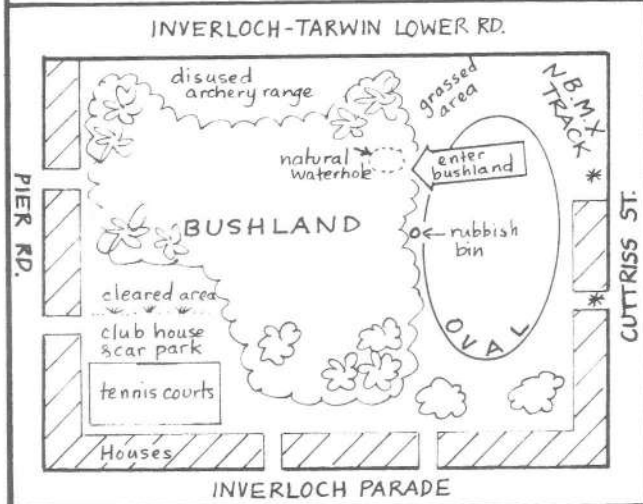 INVERLOCH-TARWIN LOWER RD.
disused
archery range
grassed
area
N B.M.X
TRACK
natural
waterhole
enter
bushland
PIER RD.
BUSHLAND
rubbish
bin
CUTTRISS ST.
cleared area
club house
& car park
OVAL
tennis courts
Houses
INVERLOCH PARADE